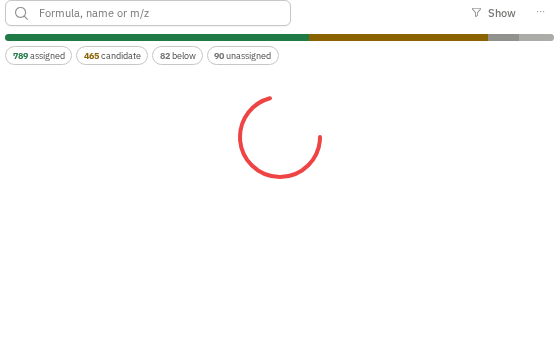 Formula, name or m/z
Show ...
789 assigned 465 candidate 82 below 90 unassigned